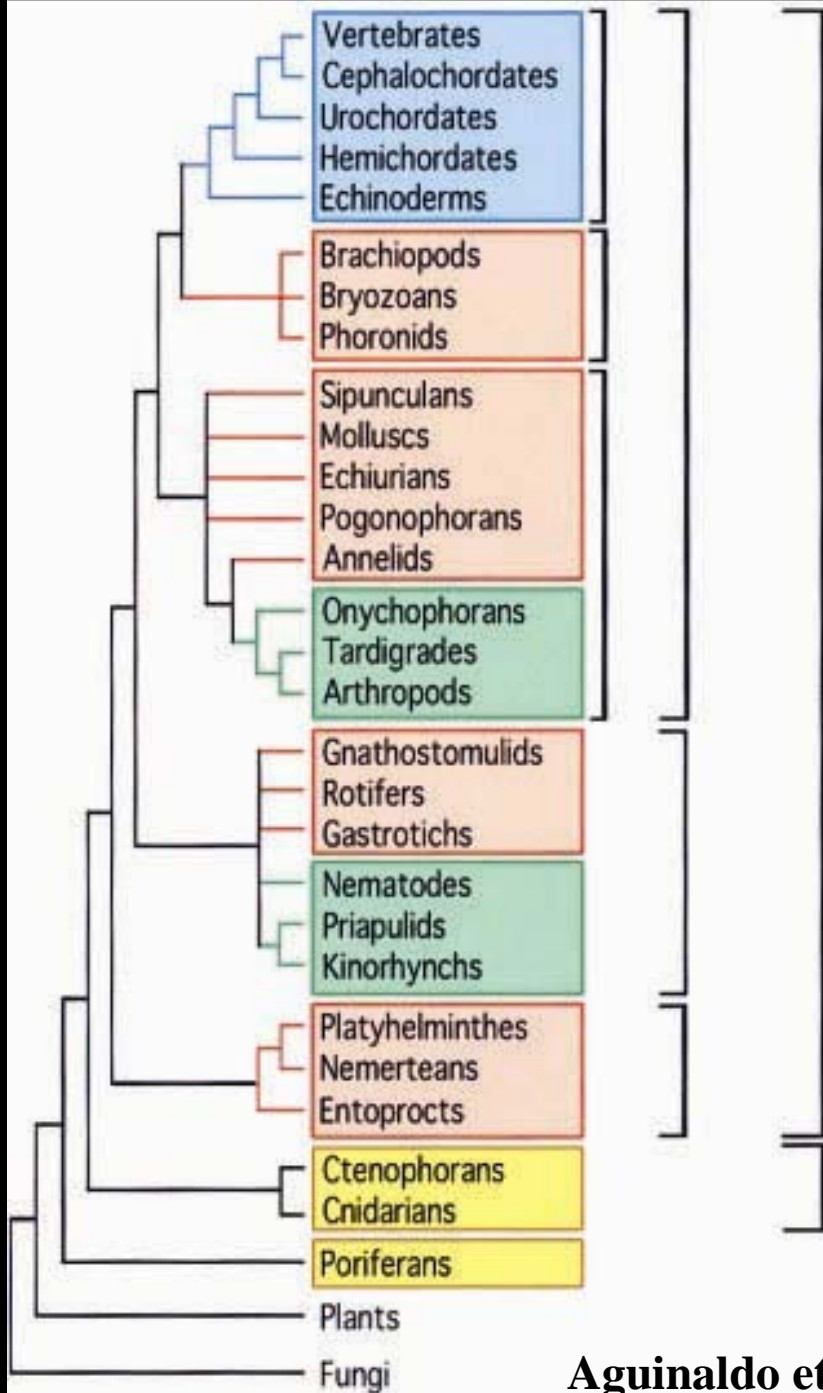 Vertebrates
Cephalochordates
Urochordates
Hemichordates
Echinoderms
Brachiopods
Bryozoans
Phoronids
Sipunculans
Molluscs
Echiurians
Pogonophorans
Annelids
Onychophorans
Tardigrades
Arthropods
Gnathostomulids
Rotifers
Gastrotichs
Nematodes
Priapulids
Kinorhynchs
Platyhelminthes
Nemerteans
Entoprocts
Ctenophorans
Cnidarians
Poriferans
Plants
Fungi
Aguinaldo et